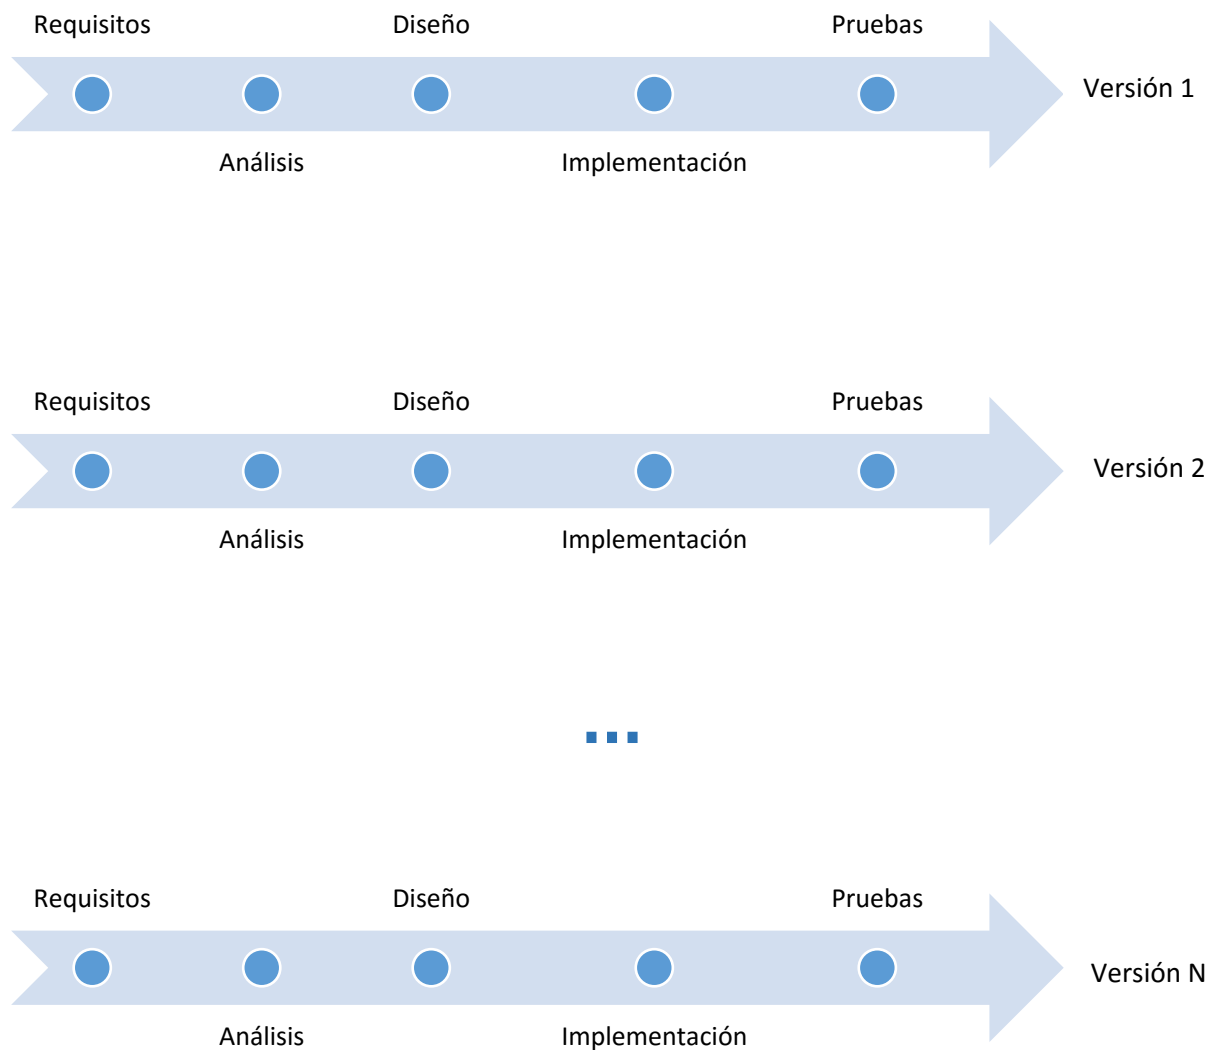 Requisitos
Diseño
Pruebas
Versión 1
Análisis
Implementación
Requisitos
Diseño
Pruebas
Versión 2
Análisis
Implementación
...
Requisitos
Diseño
Pruebas
Versión N
Análisis
Implementación